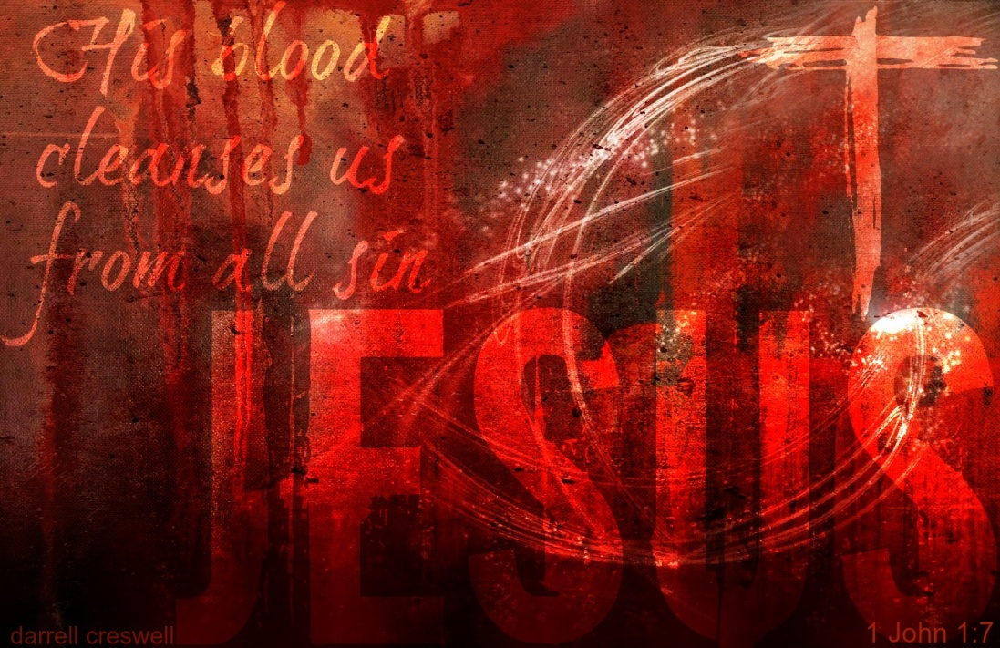 His blood
cleanses us
from all sin
JESUS
darrell creswell
1 John 1:7